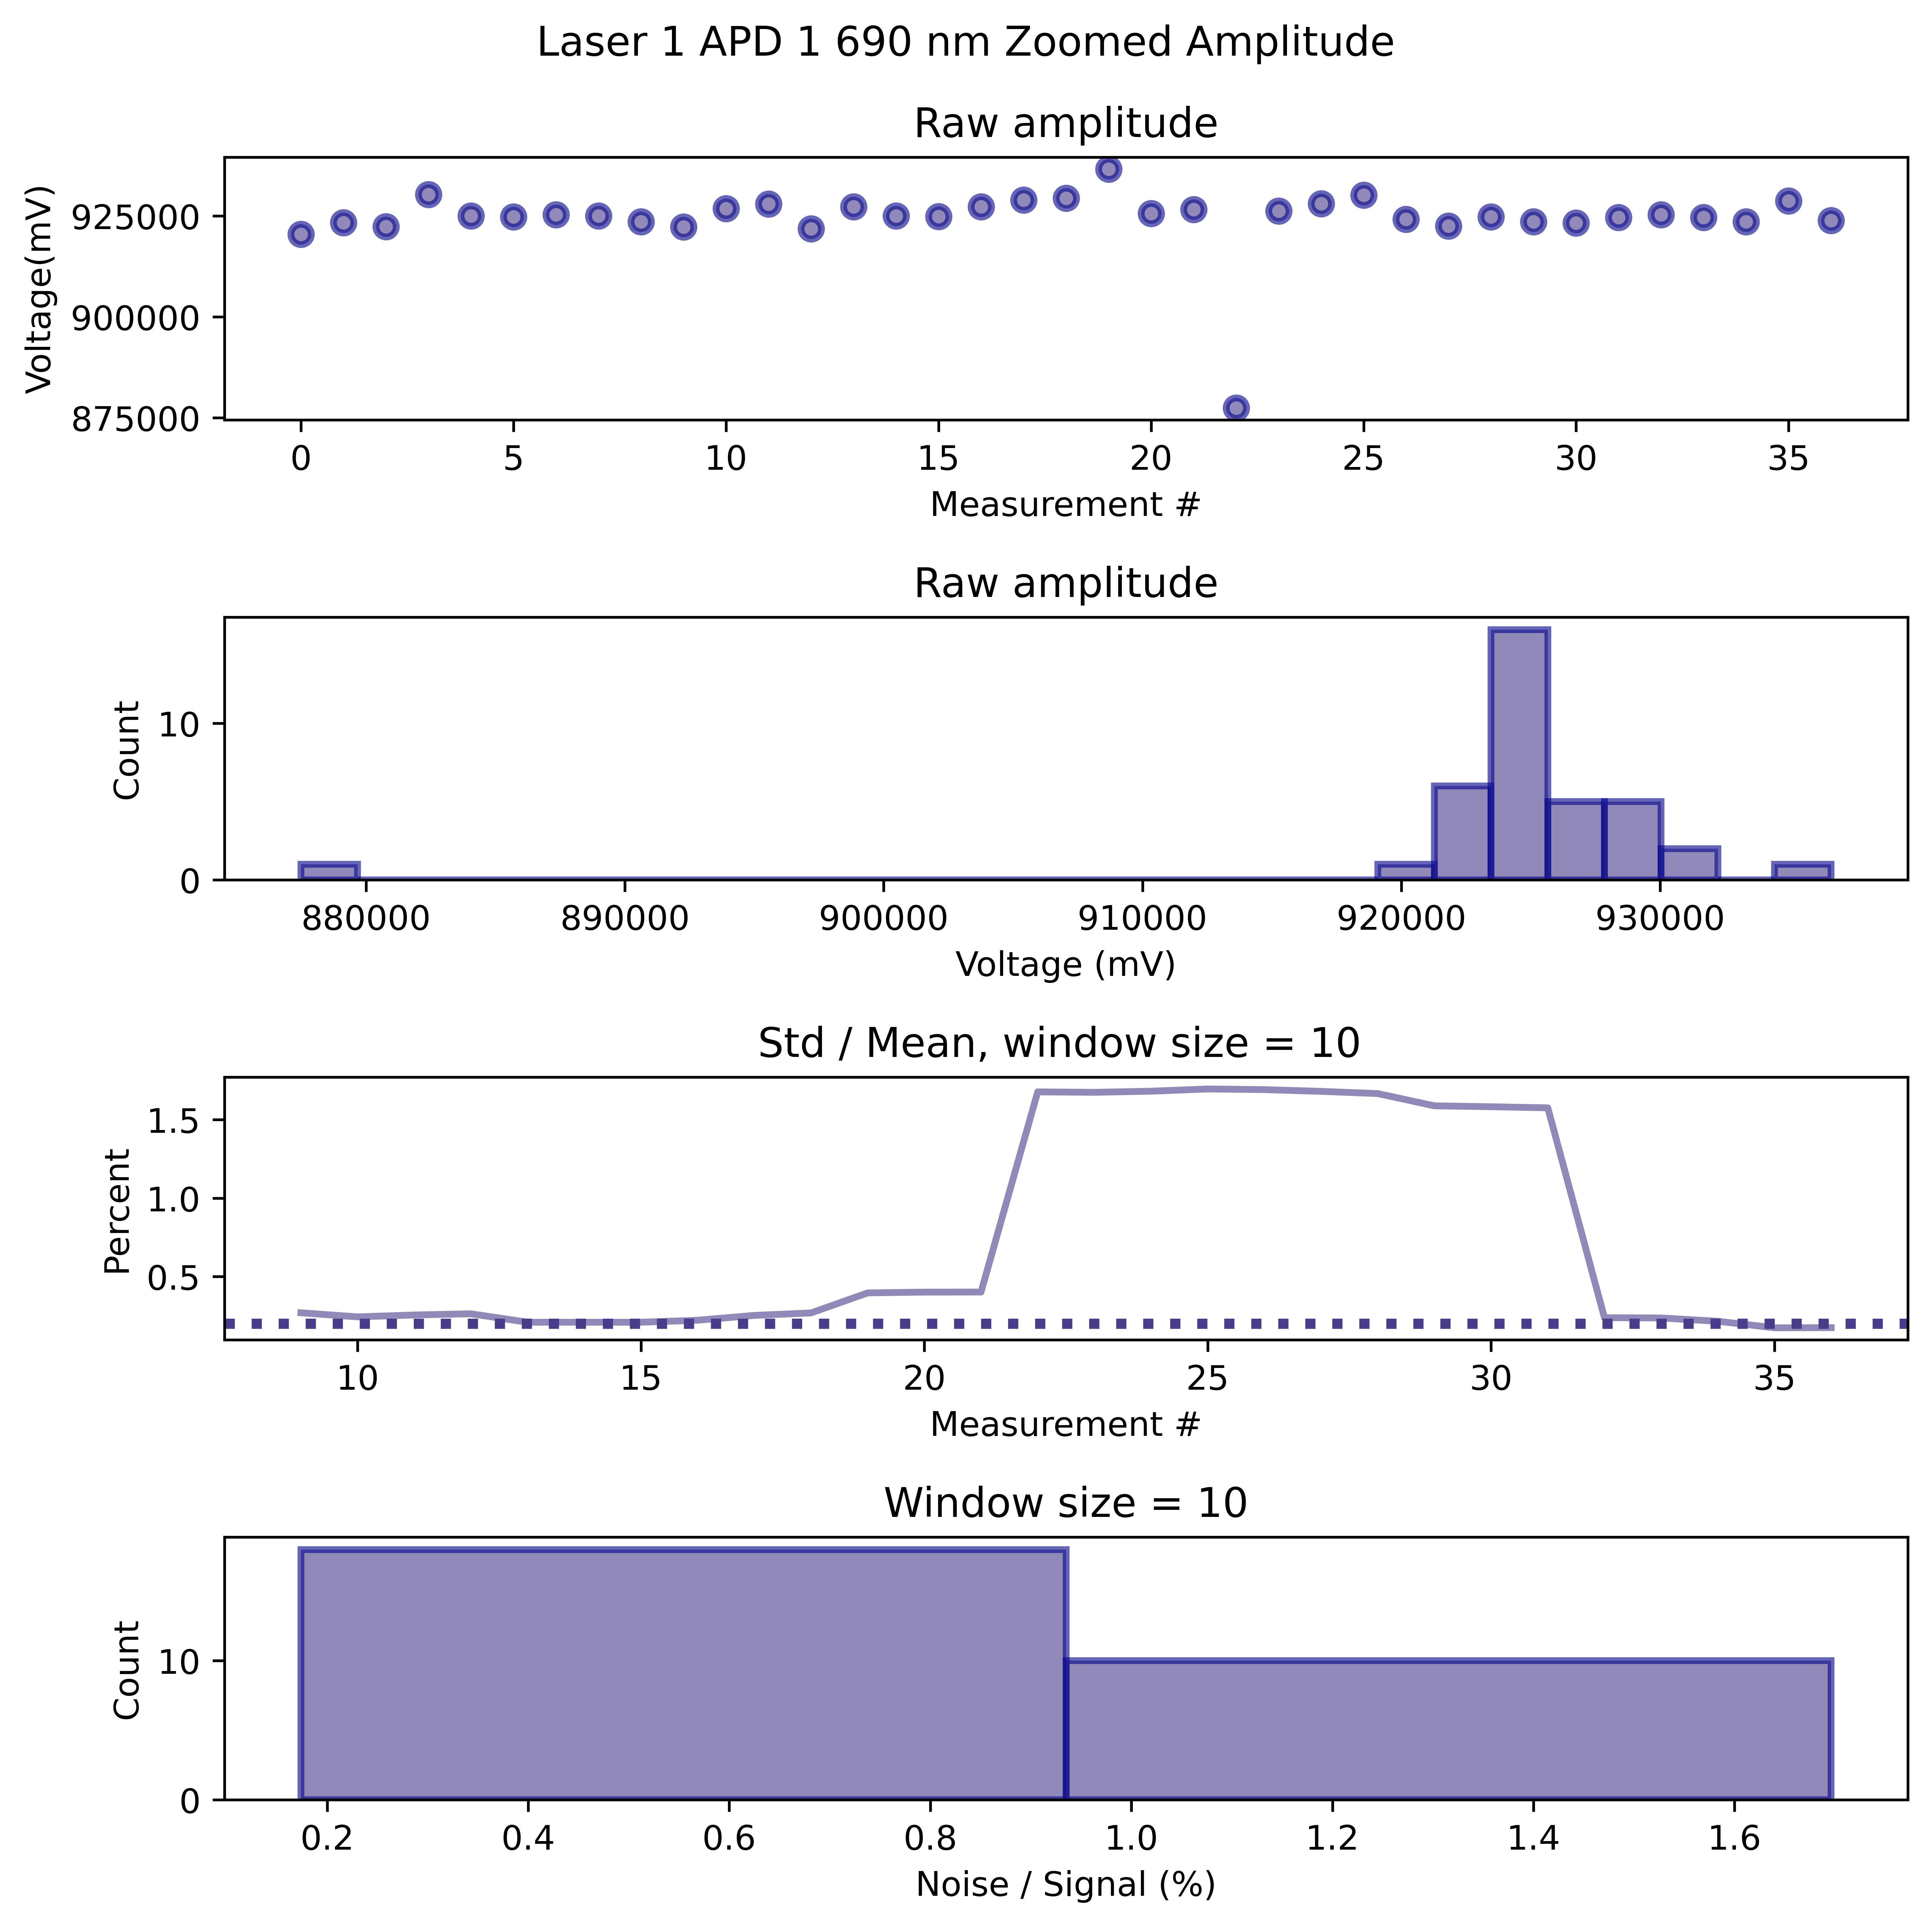 Laser 1 APD 1 690 nm Zoomed Amplitude
Raw amplitude
Voltage(mV)
925000
900000
875000
0 5 10 15 20 25 30 35
Measurement #
Raw amplitude
Count
10
0
880000 890000 900000 910000 920000 930000
Voltage (mV)
Std / Mean, window size = 10
Percent
1.5
1.0
0.5
10 15 20 25 30 35
Measurement #
Window size = 10
Count
10
0
0.2 0.4 0.6 0.8 1.0 1.2 1.4 1.6
Noise / Signal (%)